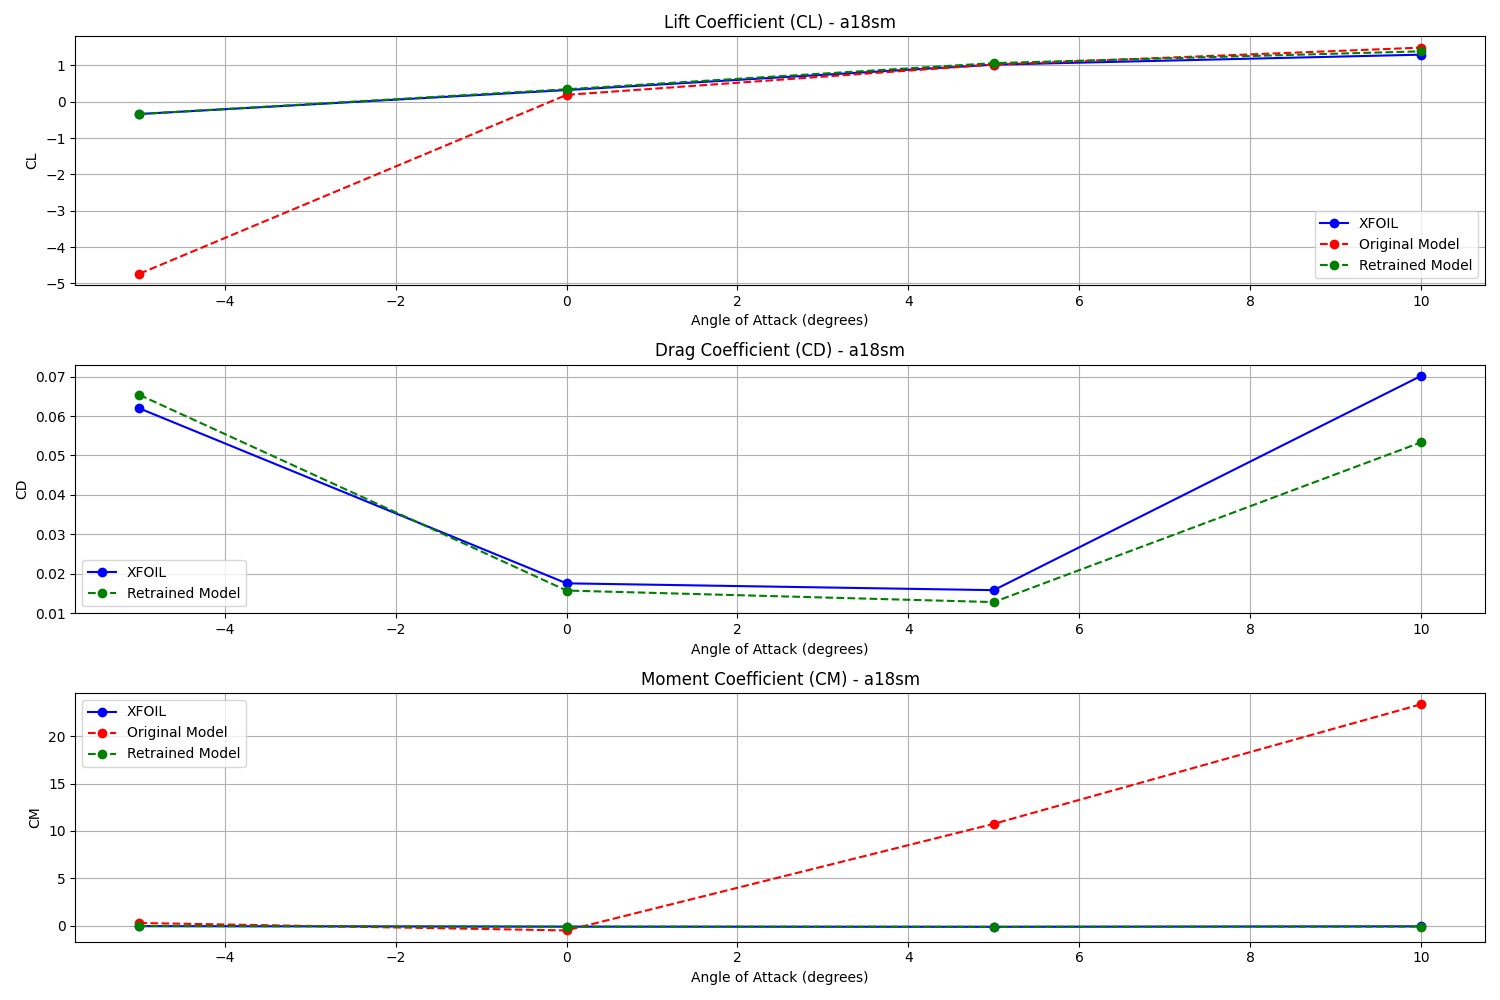 Lift Coefficient (CL) - a18sm
1
0
−1
−2
−3
−4
−5
CL
XFOIL
Original Model
Retrained Model
−4 −2 0 2 4 6 8 10
Angle of Attack (degrees)
Drag Coefficient (CD) - a18sm
0.07
0.06
0.05
0.04
0.03
0.02
0.01
CD
XFOIL
Retrained Model
−4 −2 0 2 4 6 8 10
Angle of Attack (degrees)
Moment Coefficient (CM) - a18sm
XFOIL
Original Model
Retrained Model
20
15
10
5
0
CM
−4 −2 0 2 4 6 8 10
Angle of Attack (degrees)